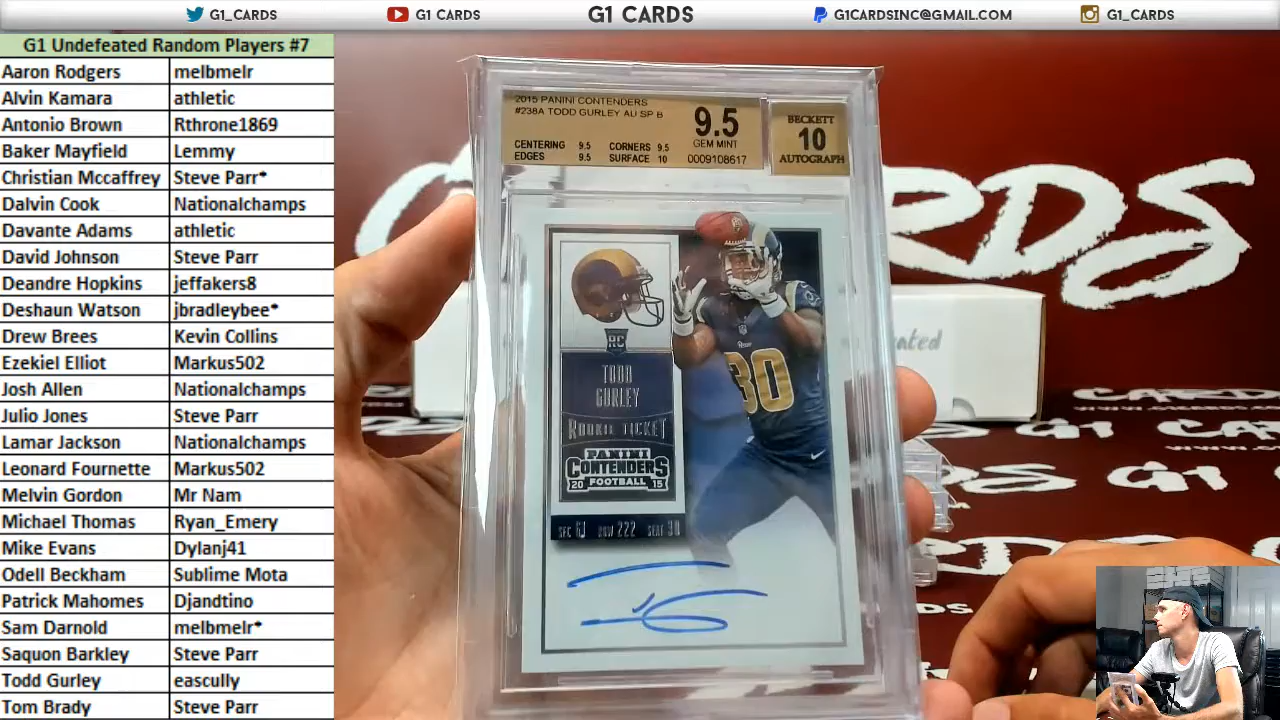 G1_CARDS
G1 CARDS
G1 CARDS
G1CARDSINC@GMAIL.COM
G1_CARDS
G1 Undefeated Random Players #7
Aaron Rodgers melbmelr
Alvin Kamara athletic
Antonio Brown Rthrone1869
Baker Mayfield Lemmy
Christian Mccaffrey Steve Parr*
Dalvin Cook Nationalchamps
Davante Adams athletic
David Johnson Steve Parr
Deandre Hopkins jeffakers8
Deshaun Watson jbradleybee*
Drew Brees Kevin Collins
Ezekiel Elliot Markus502
Josh Allen Nationalchamps
Julio Jones Steve Parr
Lamar Jackson Nationalchamps
Leonard Fournette Markus502
Melvin Gordon Mr Nam
Michael Thomas Ryan_Emery
Mike Evans Dylanj41
Odell Beckham Sublime Mota
Patrick Mahomes Djandtino
Sam Darnold melbmelr*
Saquon Barkley Steve Parr
Todd Gurley eascully
Tom Brady Steve Parr
2015 PANINI CONTENDERS
#238A TODD GURLEY AU SP B
CENTERING 9.5 CORNERS 9.5
EDGES 9.5 SURFACE 10
9.5
GEM MINT
0009108617
BECKETT
10
AUTOGRAPH
RC
TODD
GURLEY
ROOKIE TICKET
PANINI
CONTENDERS
20 FOOTBALL 15
SEC GJ ROW 222 SEAT 30
30
CARDS
G1 CARDS